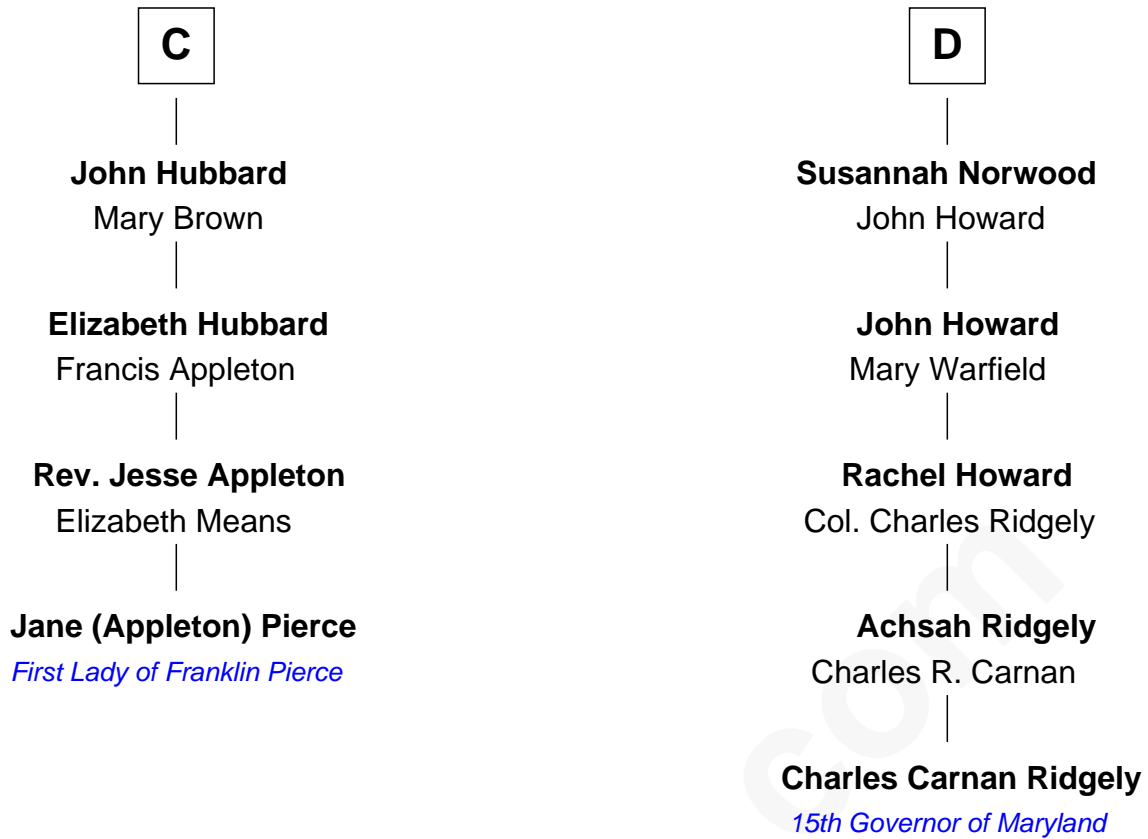 C
John Hubbard
Mary Brown
Elizabeth Hubbard
Francis Appleton
Rev. Jesse Appleton
Elizabeth Means
Jane (Appleton) Pierce
First Lady of Franklin Pierce
D
Susannah Norwood
John Howard
John Howard
Mary Warfield
Rachel Howard
Col. Charles Ridgely
Achsah Ridgely
Charles R. Carnan
Charles Carnan Ridgely
15th Governor of Maryland
com